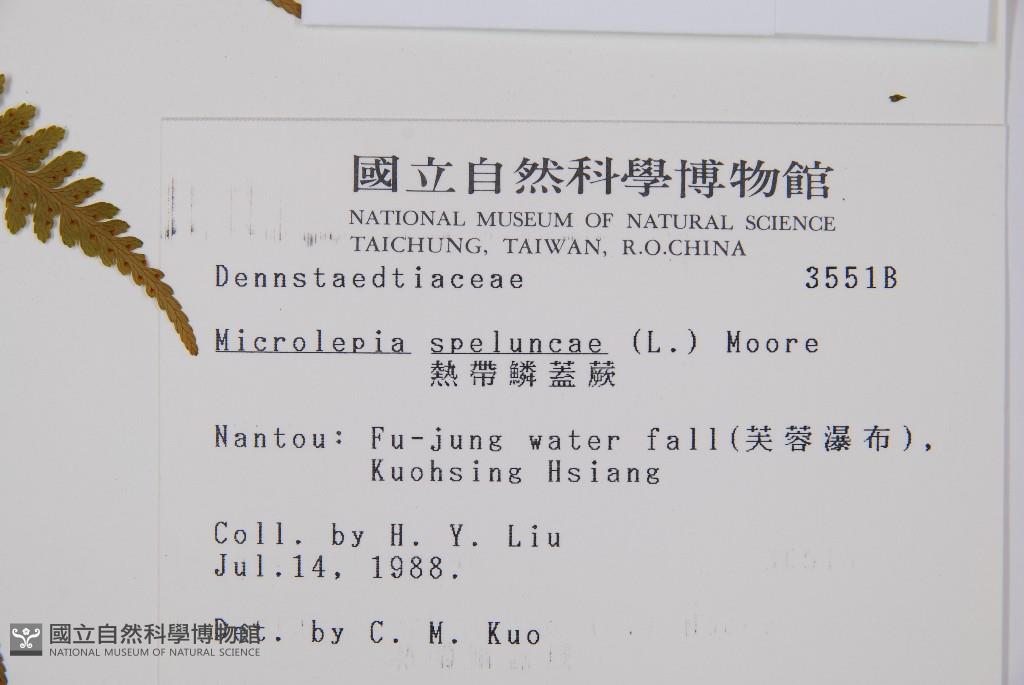 國立自然科學博物館
NATIONAL MUSEUM OF NATURAL SCIENCE
TAICHUNG, TAIWAN, R.O.CHINA
Dennstaedtiaceae 3551B
Microlepia speluncae (L.) Moore
熱帶鱗蓋蕨
Nantou: Fu-jung water fall(芙蓉瀑布),
Kuohsing Hsiang
Coll. by H. Y. Liu
Jul.14, 1988.
Det. by C. M. Kuo
國立自然科學博物館
NATIONAL MUSEUM OF NATURAL SCIENCE